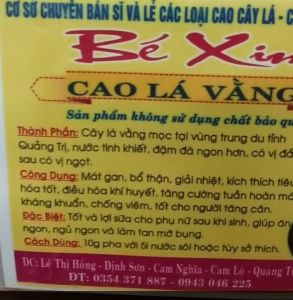 CƠ SỞ CHUYÊN BÁN SỈ VÀ LẺ CÁC LOẠI CAO CÂY LÁ - C
Bé Xin
CAO LÁ VẰNG
Sản phẩm không sử dụng chất bảo qu
Thành Phần: Cây lá vằng mọc tại vùng trung du tỉnh
Quảng Trị, nước tinh khiết, đậm đà ngon hơn, có vị đắ
sau có vị ngọt.
Công Dụng: Mát gan, bổ thận, giải nhiệt, kích thích tiêu
hóa tốt, điều hòa khí huyết, tăng cường tuần hoàn má
kháng khuẩn, chống viêm, tốt cho người tăng cân.
Đặc Biệt: Tốt và lợi sữa cho phụ nữ sau khi sinh, giúp ăn
ngon, ngủ ngon và làm tan mỡ bụng.
Cách Dùng: 10g pha với 5l nước sôi hoặc tùy sở thích.
ĐC: Lê Thị Hồng - Định Sơn - Cam Nghĩa - Cam Lộ - Quảng T
ĐT: 0354 371 887 - 0943 046 225